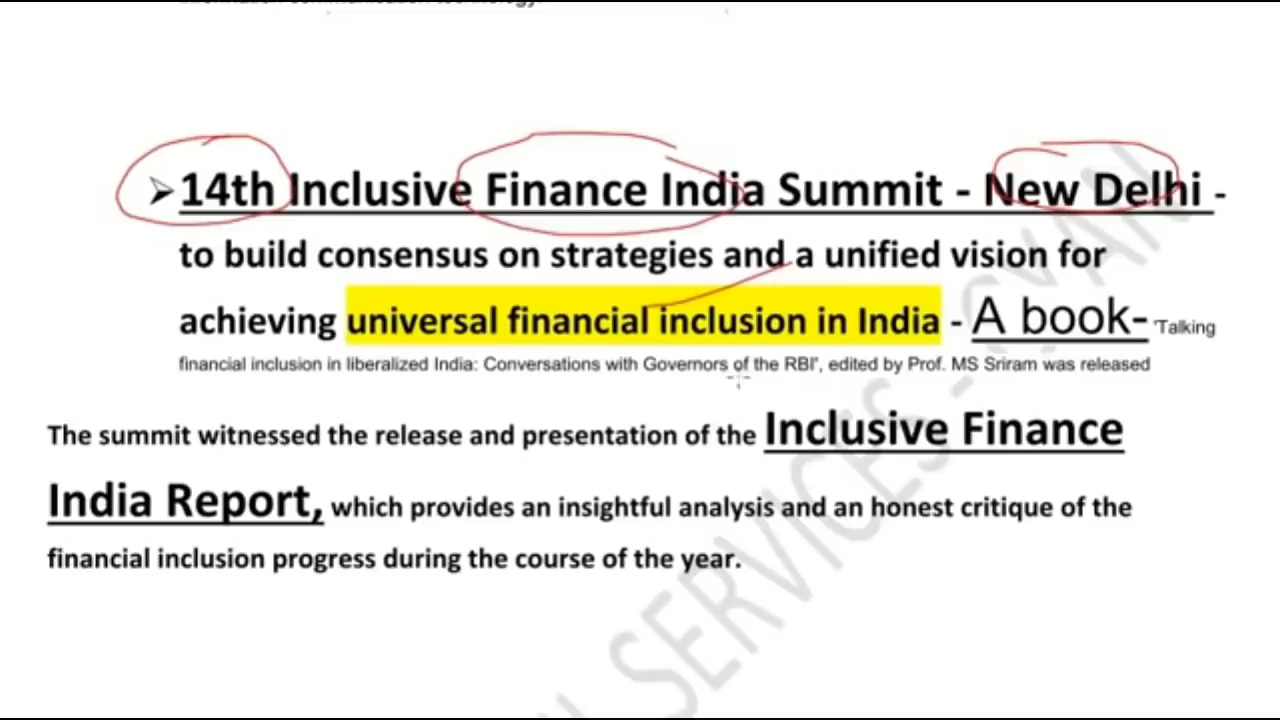 ➢14th Inclusive Finance India Summit - New Delhi -
to build consensus on strategies and a unified vision for
achieving universal financial inclusion in India - A book- 'Talking
financial inclusion in liberalized India: Conversations with Governors of the RBI', edited by Prof. MS Sriram was released
The summit witnessed the release and presentation of the Inclusive Finance
India Report, which provides an insightful analysis and an honest critique of the
financial inclusion progress during the course of the year.
SERVICES - GYAN